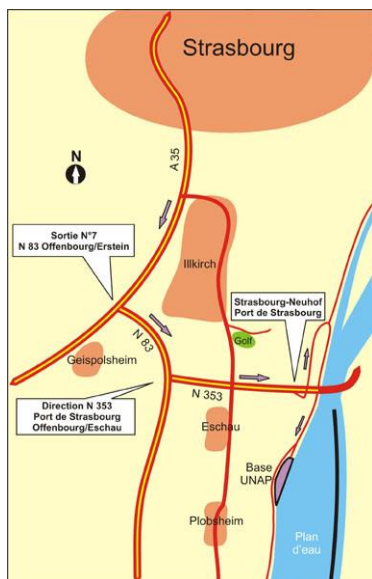 Strasbourg
N
A 35
Sortie N°7
N 83 Offenbourg/Erstein
Illkirch
Strasbourg-Neuhof
Port de Strasbourg
Golf
N 83
Geispolsheim
N 353
Direction N 353
Port de Strasbourg
Offenbourg/Eschau
Eschau
Base
UNAP
Plobsheim
Plan
d'eau